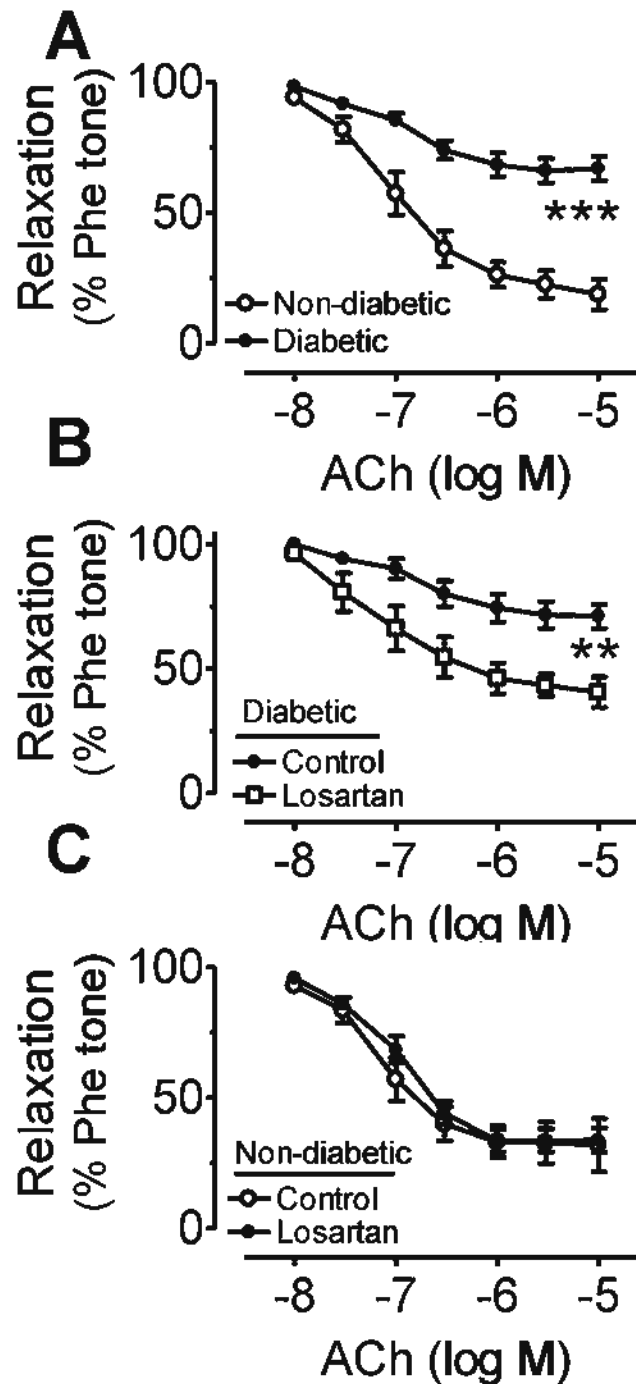 A
Relaxation
(% Phe tone)
100
50
0
Non-diabetic
Diabetic
***
-8 -7 -6 -5
ACh (log M)
B
Relaxation
(% Phe tone)
100
50
0
**
Diabetic
Control
Losartan
-8 -7 -6 -5
ACh (log M)
C
Relaxation
(% Phe tone)
100
50
0
Non-diabetic
Control
Losartan
-8 -7 -6 -5
ACh (log M)